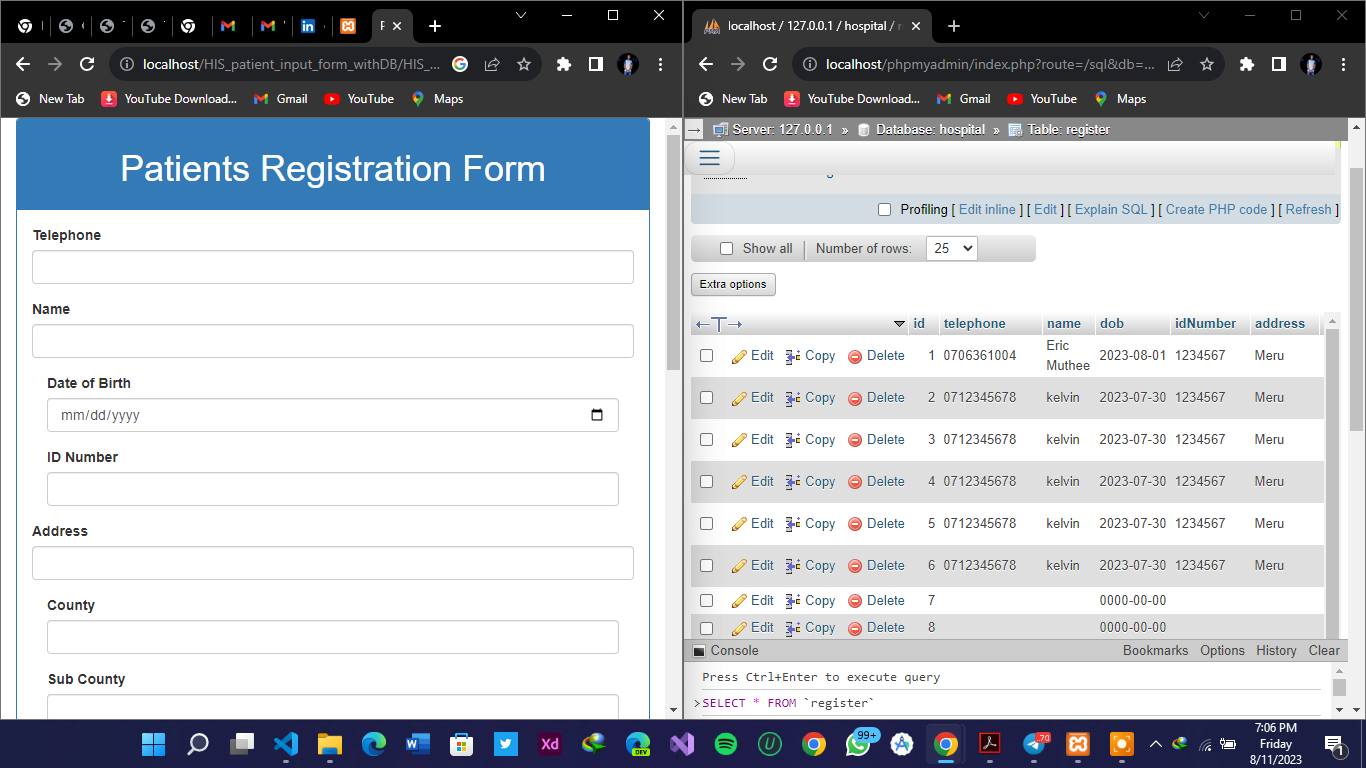 localhost / 127.0.0.1 / hospital /
localhost/HIS_patient_input_form_withDB/HIS_...
localhost/phpmyadmin/index.php?route=/sql&db=...
New Tab
YouTube Download...
Gmail
YouTube
Maps
New Tab
YouTube Download...
Gmail
YouTube
Maps
Patients Registration Form
Telephone
Name
Date of Birth
mm/dd/yyyy
ID Number
Address
County
Sub County
Server: 127.0.0.1 » Database: hospital » Table: register
Profiling [ Edit inline ] [ Edit ] [ Explain SQL ] [ Create PHP code ] [ Refresh ]
Show all
Number of rows:
25
Extra options
id telephone name dob idNumber address
Edit Copy Delete 1 0706361004 Eric Muthee 2023-08-01 1234567 Meru
Edit Copy Delete 2 0712345678 kelvin 2023-07-30 1234567 Meru
Edit Copy Delete 3 0712345678 kelvin 2023-07-30 1234567 Meru
Edit Copy Delete 4 0712345678 kelvin 2023-07-30 1234567 Meru
Edit Copy Delete 5 0712345678 kelvin 2023-07-30 1234567 Meru
Edit Copy Delete 6 0712345678 kelvin 2023-07-30 1234567 Meru
Edit Copy Delete 7 0000-00-00
Edit Copy Delete 8 0000-00-00
Console
Bookmarks Options History Clear
Press Ctrl+Enter to execute query
>SELECT * FROM `register`
Xd
DEV
99+
70
7:06 PM
Friday
8/11/2023
1